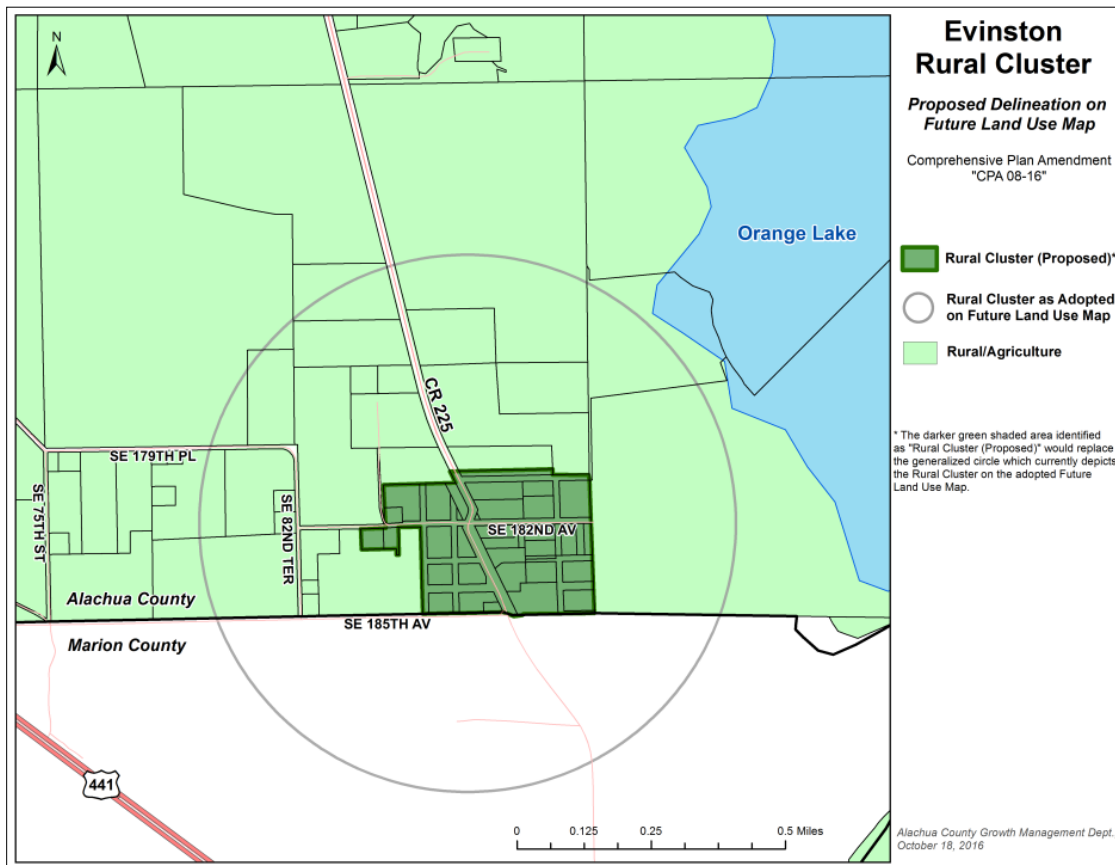 Evinston
Rural Cluster
Proposed Delineation on
Future Land Use Map
Comprehensive Plan Amendment
"CPA 08-16"
N
Orange Lake
Rural Cluster (Proposed)*
Rural Cluster as Adopted
on Future Land Use Map
Rural/Agriculture
CR 225
* The darker green shaded area identified
as "Rural Cluster (Proposed)" would replace
the generalized circle which currently depicts
the Rural Cluster on the adopted Future
Land Use Map.
SE 179TH PL
SE 75TH ST
SE 82ND TER
SE 182ND AV
Alachua County
SE 185TH AV
Marion County
441
0 0.125 0.25 0.5 Miles
Alachua County Growth Management Dept.
October 18, 2016